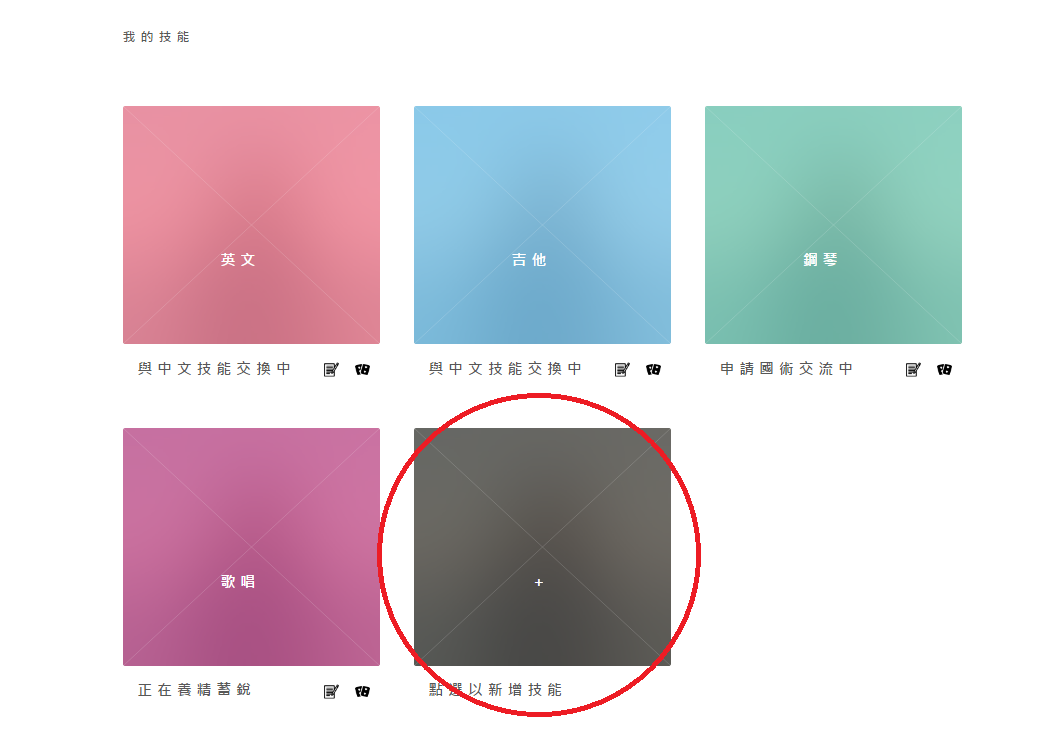 我的技能
英文
吉他
鋼琴
與中文技能交換中
與中文技能交換中
申請國術交流中
歌唱
+
正在善精蓄銳
點選以新增技能